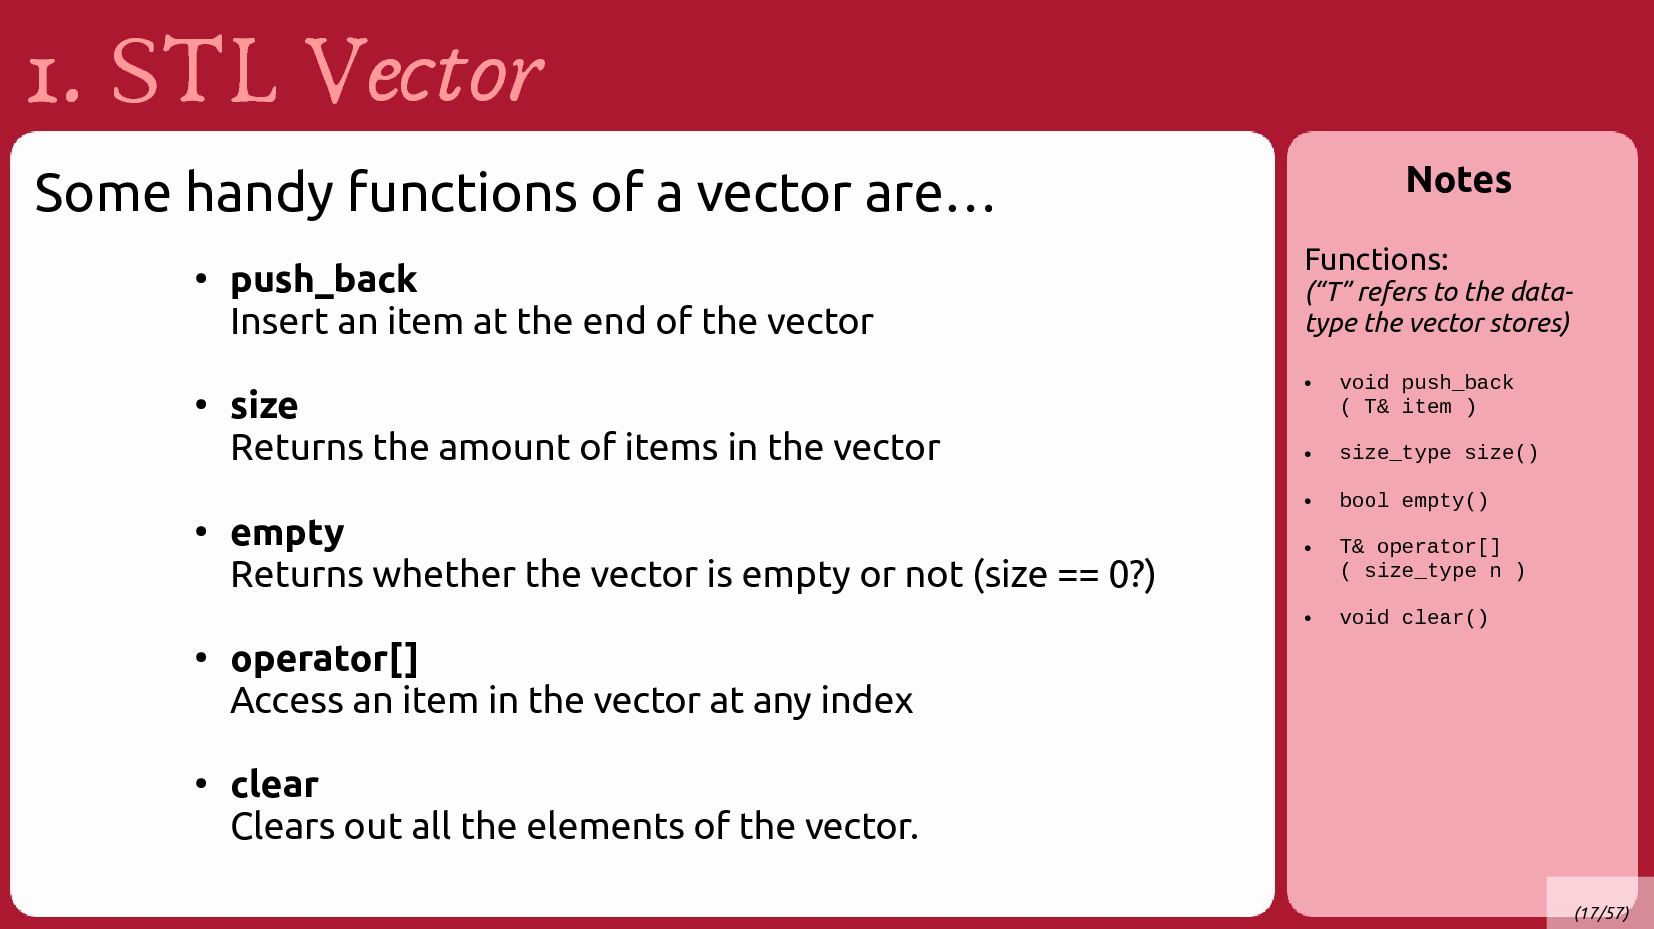 1. STL Vector
Some handy functions of a vector are…
• push_back
Insert an item at the end of the vector
• size
Returns the amount of items in the vector
• empty
Returns whether the vector is empty or not (size == 0?)
• operator[]
Access an item in the vector at any index
• clear
Clears out all the elements of the vector.
Notes
Functions:
(“T” refers to the data-
type the vector stores)
• void push_back
( T& item )
• size_type size()
• bool empty()
• T& operator[]
( size_type n )
• void clear()
(17/57)